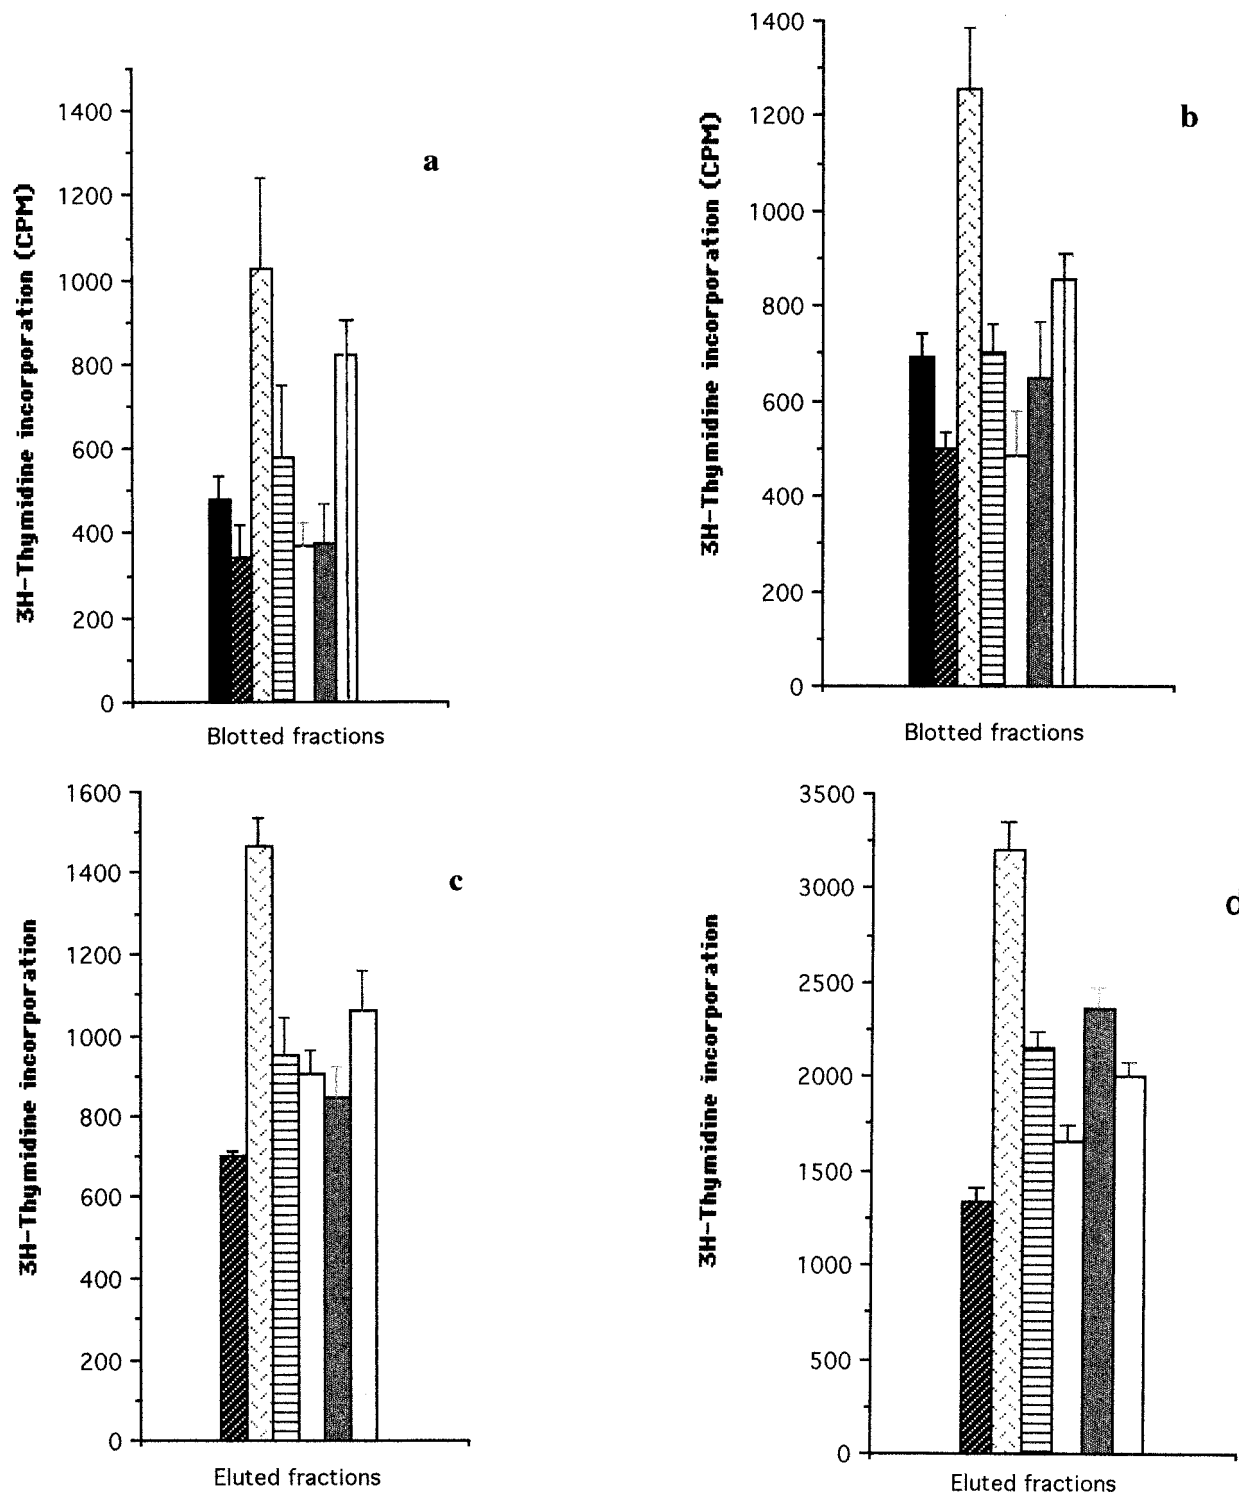 a
3H-Thymidine incorporation (CPM)
1400
1200
1000
800
600
400
200
0
Blotted fractions
b
3H-Thymidine incorporation (CPM)
1400
1200
1000
800
600
400
200
0
Blotted fractions
c
3H-Thymidine incorporation
1600
1400
1200
1000
800
600
400
200
0
Eluted fractions
d
3H-Thymidine incorporation
3500
3000
2500
2000
1500
1000
500
0
Eluted fractions